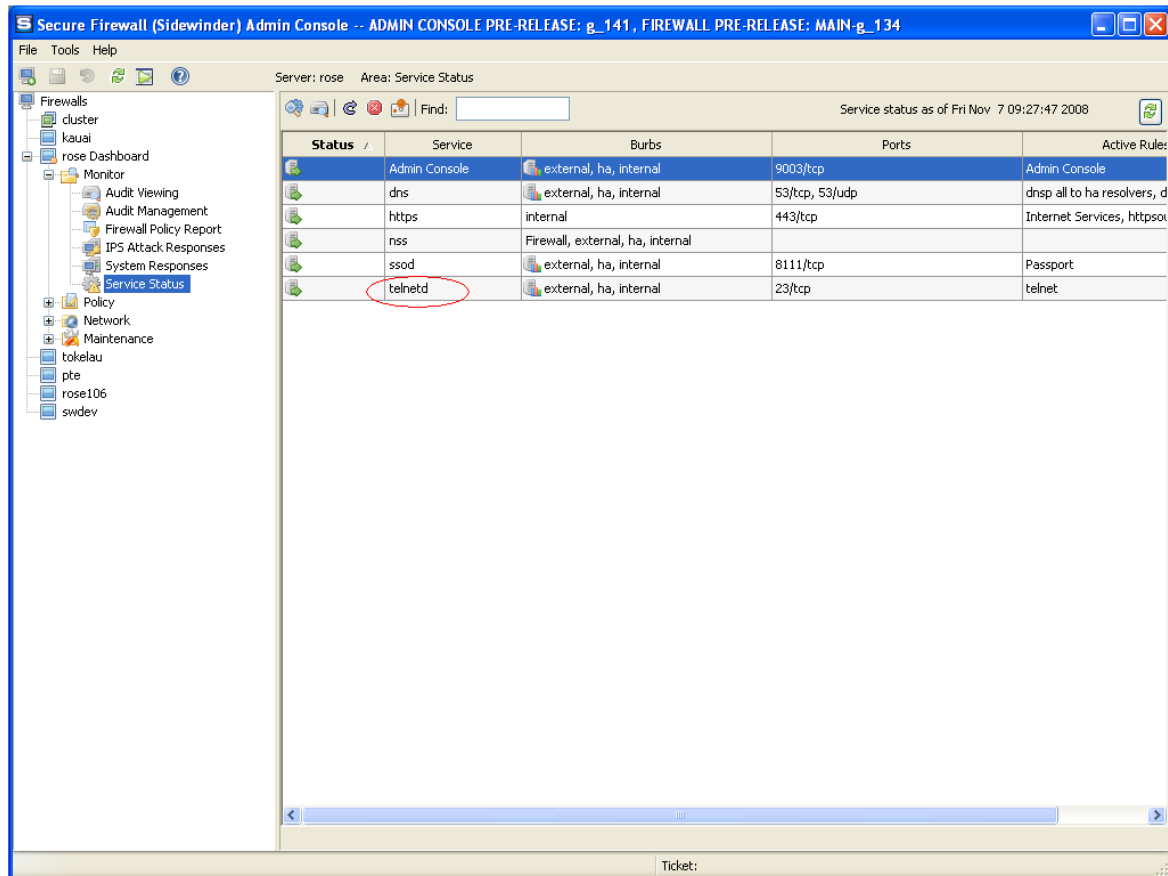 Secure Firewall (Sidewinder) Admin Console -- ADMIN CONSOLE PRE-RELEASE: g_141, FIREWALL PRE-RELEASE: MAIN-g_134
File Tools Help
Server: rose Area: Service Status
Firewalls
cluster
kauai
rose Dashboard
Monitor
Audit Viewing
Audit Management
Firewall Policy Report
IPS Attack Responses
System Responses
Service Status
Policy
Network
Maintenance
tokelau
pte
rose106
swdev
Find:
Service status as of Fri Nov 7 09:27:47 2008
Status Service Burbs Ports Active Rules
Admin Console external, ha, internal 9003/tcp Admin Console
dns external, ha, internal 53/tcp, 53/udp dnsp all to ha resolvers, d
https internal 443/tcp Internet Services, httpsou
nss Firewall, external, ha, internal
ssod external, ha, internal 8111/tcp Passport
telnetd external, ha, internal 23/tcp telnet
Ticket: